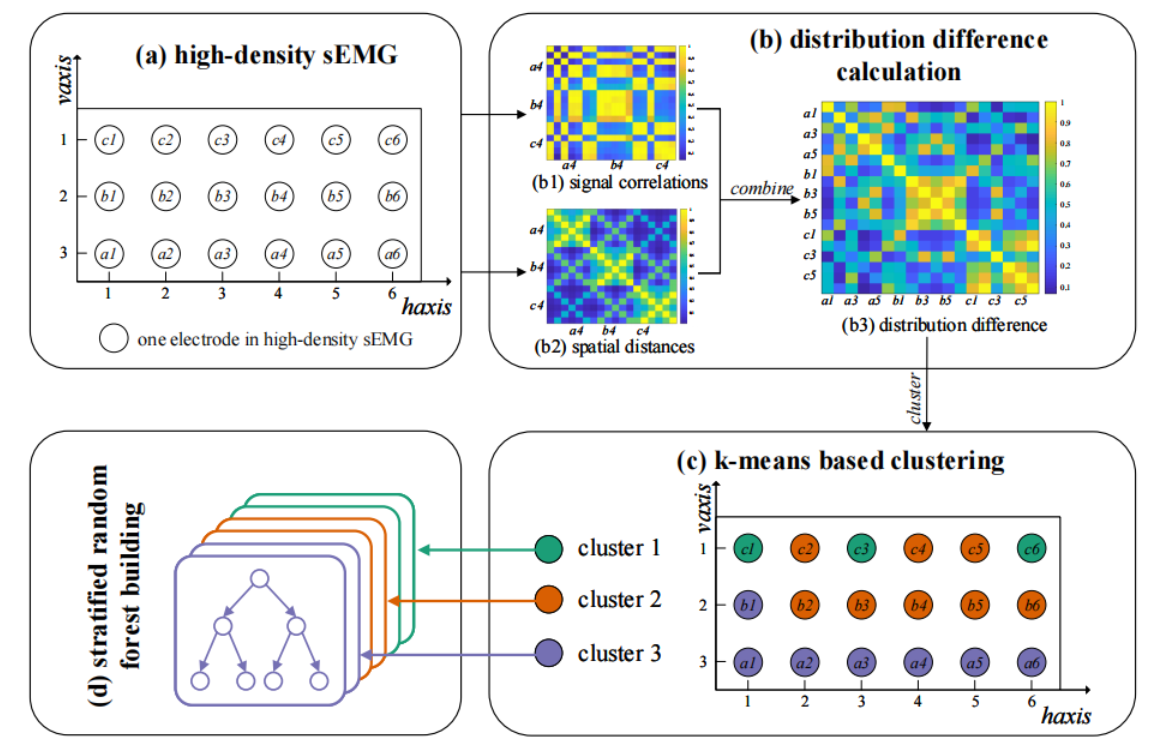 (a) high-density sEMG
vaxis
1 c1 c2 c3 c4 c5 c6
2 b1 b2 b3 b4 b5 b6
3 a1 a2 a3 a4 a5 a6
1 2 3 4 5 6
haxis
one electrode in high-density sEMG
(b) distribution difference
calculation
a4
b4
c4
a4 b4 c4
(b1) signal correlations
a4
b4
c4
a4 b4 c4
(b2) spatial distances
combine
a1
a3
a5
b1
b3
b5
c1
c3
c5
a1 a3 a5 b1 b3 b5 c1 c3 c5
1
0.9
0.8
0.7
0.6
0.5
0.4
0.3
0.2
0.1
(b3) distribution difference
cluster
(d) stratified random
forest building
cluster 1
cluster 2
cluster 3
(c) k-means based clustering
vaxis
1 c1 c2 c3 c4 c5 c6
2 b1 b2 b3 b4 b5 b6
3 a1 a2 a3 a4 a5 a6
1 2 3 4 5 6
haxis